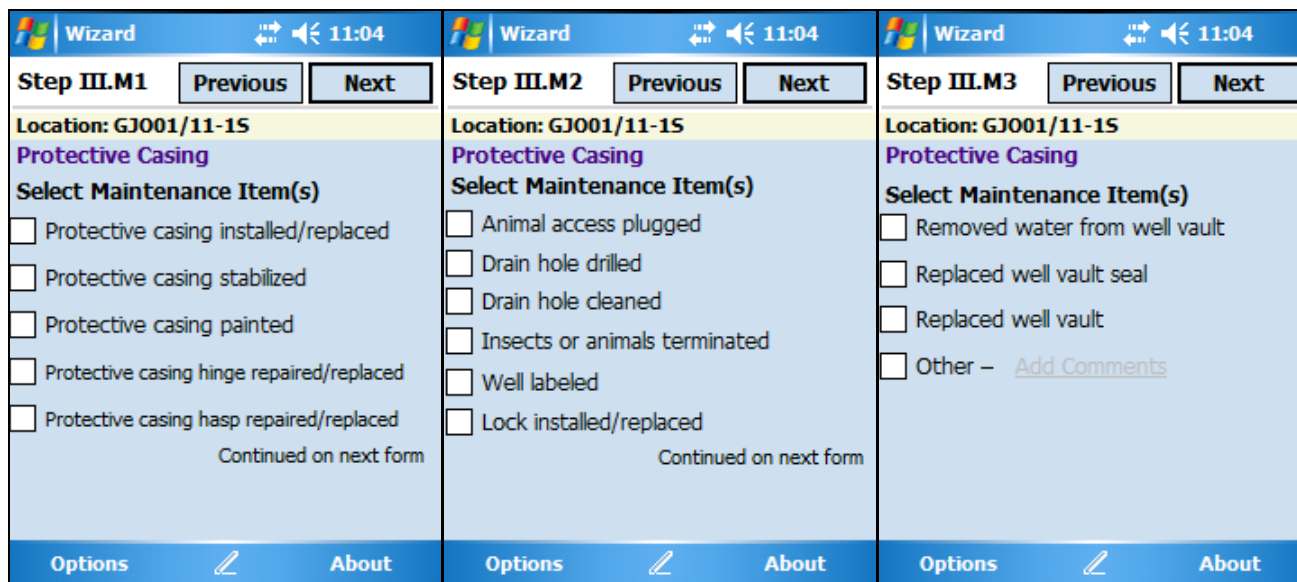 Wizard 11:04
Step III.M1 Previous Next
Location: GJO01/11-1S
Protective Casing
Select Maintenance Item(s)
Protective casing installed/replaced
Protective casing stabilized
Protective casing painted
Protective casing hinge repaired/replaced
Protective casing hasp repaired/replaced
Continued on next form
Options About
Wizard 11:04
Step III.M2 Previous Next
Location: GJO01/11-1S
Protective Casing
Select Maintenance Item(s)
Animal access plugged
Drain hole drilled
Drain hole cleaned
Insects or animals terminated
Well labeled
Lock installed/replaced
Continued on next form
Options About
Wizard 11:04
Step III.M3 Previous Next
Location: GJO01/11-1S
Protective Casing
Select Maintenance Item(s)
Removed water from well vault
Replaced well vault seal
Replaced well vault
Other – Add Comments
Options About